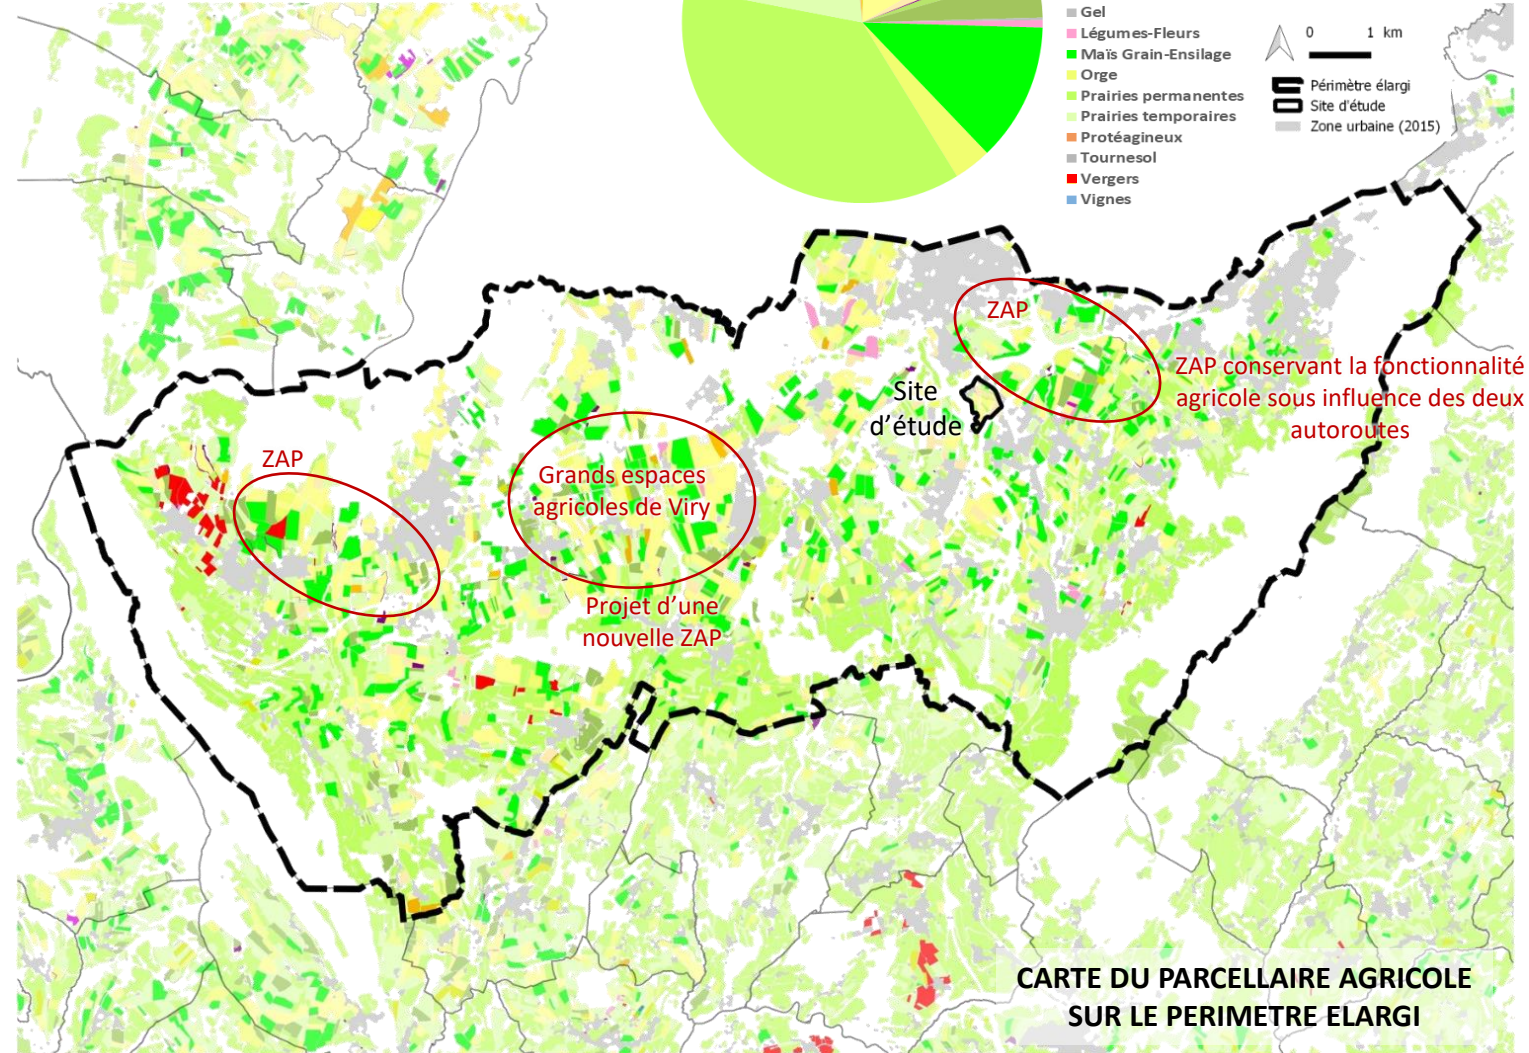 Gel
Légumes-Fleurs
Maïs Grain-Ensilage
Orge
Prairies permanentes
Prairies temporaires
Protéagineux
Tournesol
Vergers
Vignes
0 1 km
Périmètre élargi
Site d'étude
Zone urbaine (2015)
ZAP
ZAP conservant la fonctionnalité
agricole sous influence des deux
autoroutes
Site
d'étude
ZAP
Grands espaces
agricoles de Viry
Projet d'une
nouvelle ZAP
CARTE DU PARCELLAIRE AGRICOLE
SUR LE PERIMETRE ELARGI